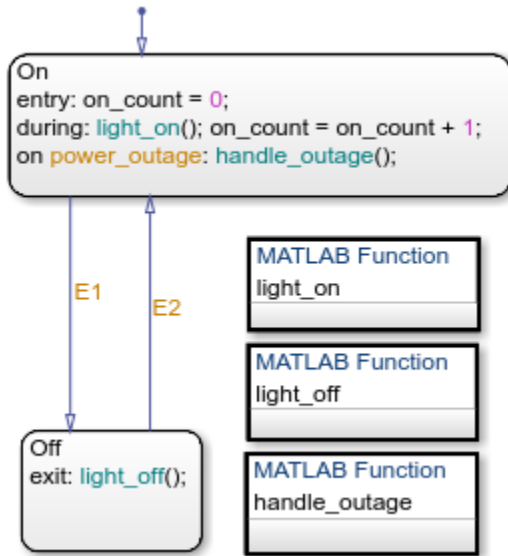 On
entry: on_count = 0;
during: light_on(); on_count = on_count + 1;
on power_outage: handle_outage();
E1
E2
MATLAB Function
light_on
MATLAB Function
light_off
MATLAB Function
handle_outage
Off
exit: light_off();